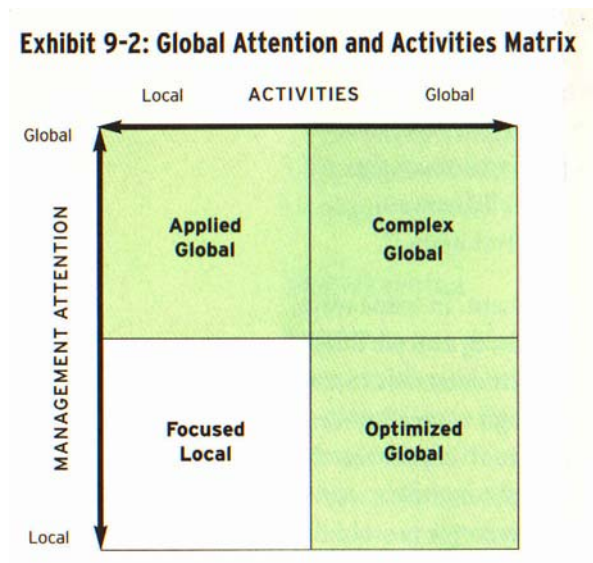 Exhibit 9-2: Global Attention and Activities Matrix
Local ACTIVITIES Global
Global
Applied
Global
Complex
Global
MANAGEMENT ATTENTION
Focused
Local
Optimized
Global
Local